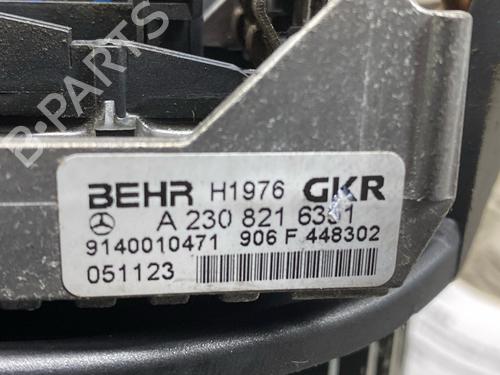 B-PARTS
BEHR H1976 GKR
A 230 821 6351
9140010471 906 F 448302
051123